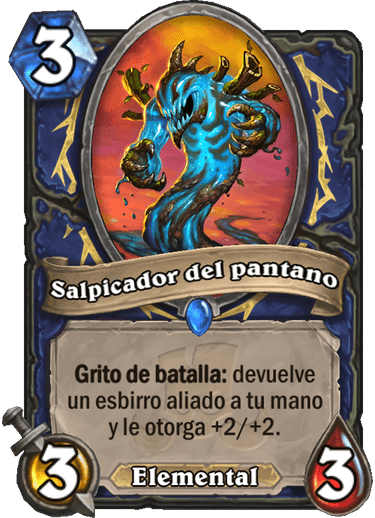 3
Salpicador del pantano
Grito de batalla: devuelve
un esbirro aliado a tu mano
y le otorga +2/+2.
3
Elemental
3